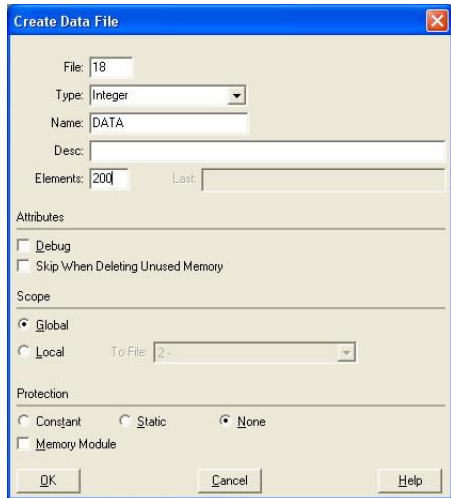 Create Data File
File: 18
Type: Integer
Name: DATA
Desc:
Elements: 200 Last:
Attributes
Debug
Skip When Deleting Unused Memory
Scope
Global
Local To File: 2 -
Protection
Constant Static None
Memory Module
OK Cancel Help